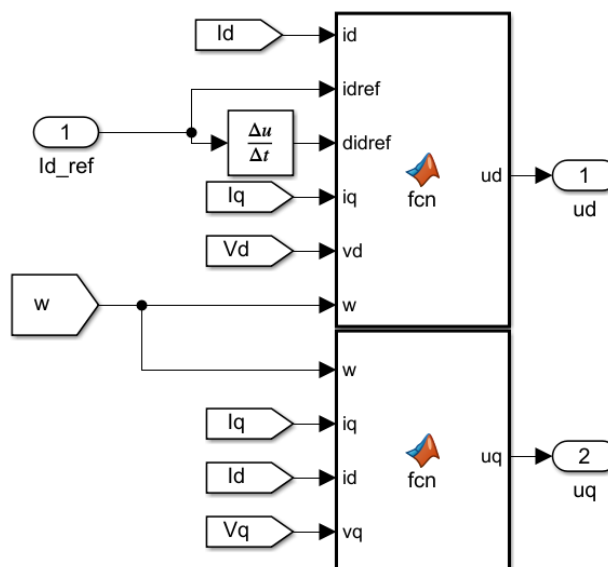 Id
id
idref
1
Δu
Δt
didref
Id_ref
Iq
iq
fcn
ud
1
ud
Vd
vd
w
w
w
Iq
iq
Id
id
fcn
uq
2
uq
Vq
vq